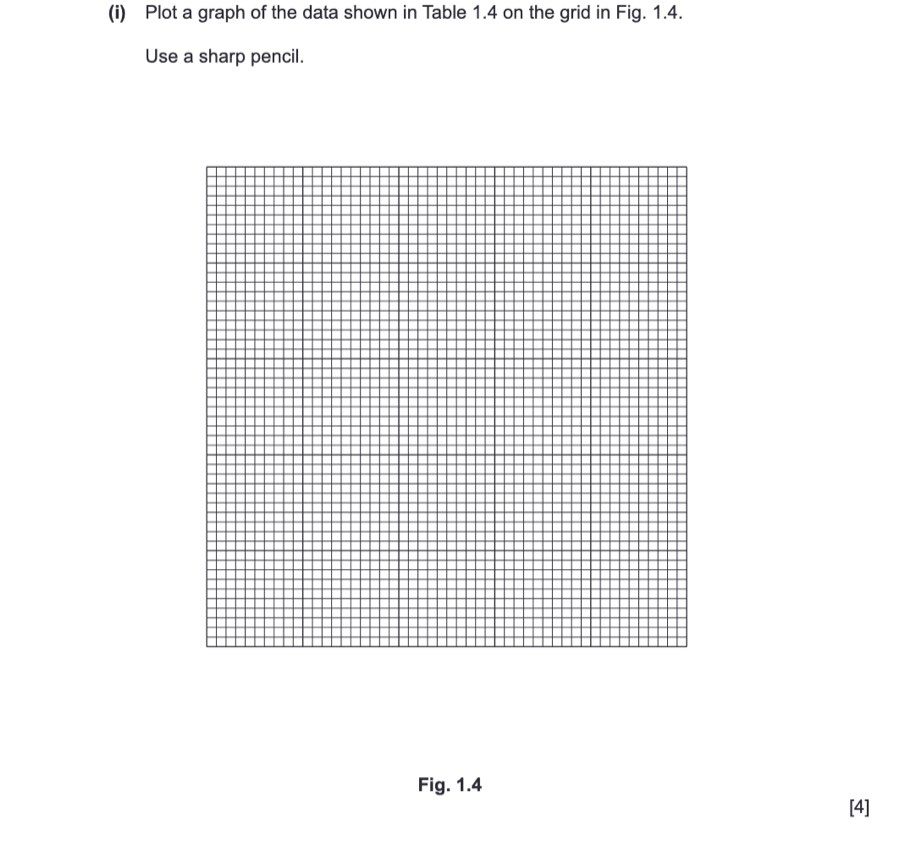 (i) Plot a graph of the data shown in Table 1.4 on the grid in Fig. 1.4.
Use a sharp pencil.
Fig. 1.4
[4]